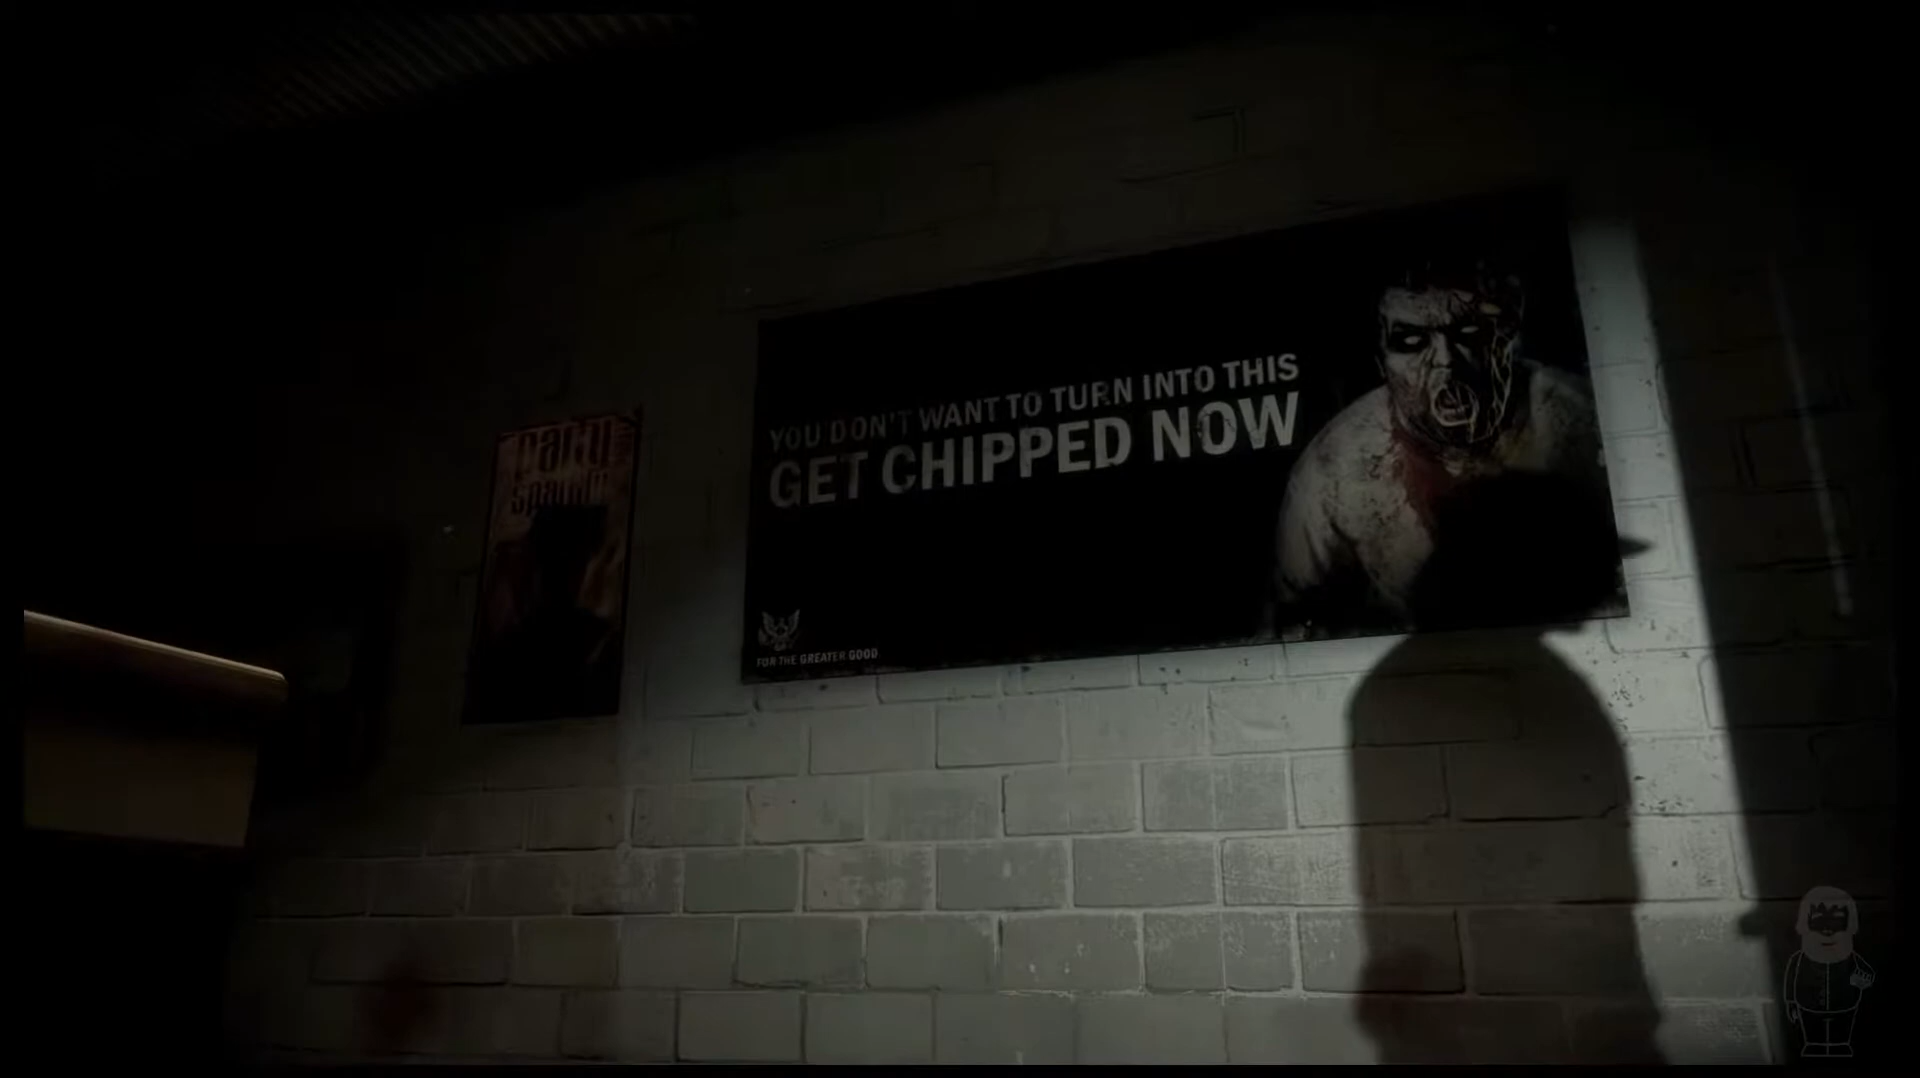 YOU DON'T WANT TO TURN INTO THIS
GET CHIPPED NOW
FOR THE GREATER GOOD